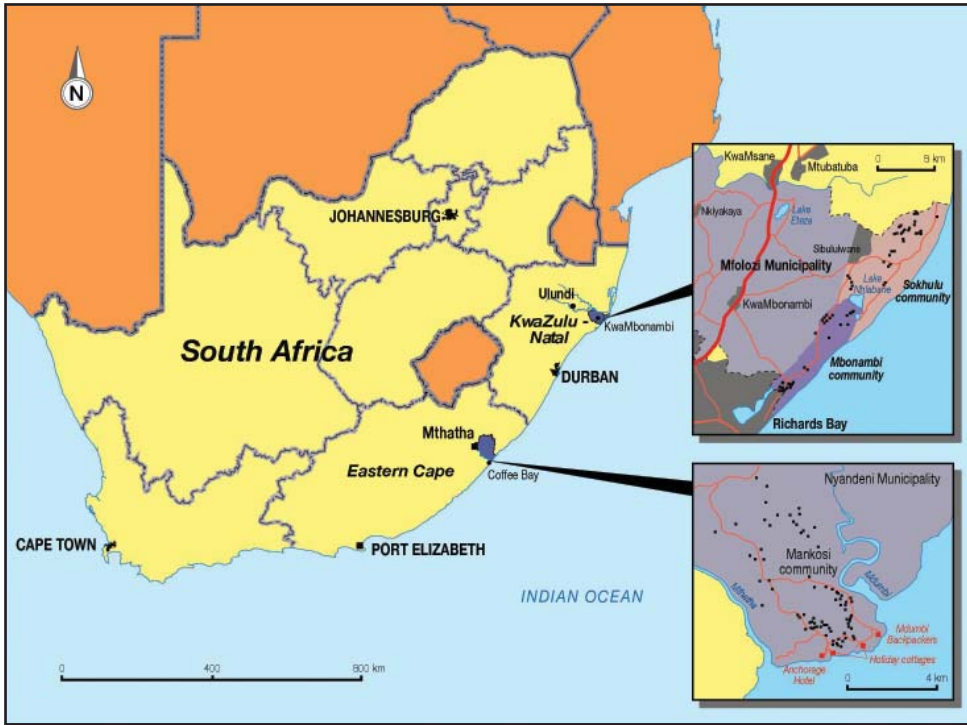 N
JOHANNESBURG
Ulundi
KwaZulu -
Natal
KwaMbonambi
South Africa
DURBAN
Mthatha
Eastern Cape
Coffee Bay
CAPE TOWN
PORT ELIZABETH
INDIAN OCEAN
0 400 800 km
KwaMsane
Mtubatuba
0 8 km
Nkiyakaya
Lake
Eteza
Sibululwane
Mfolozi Municipality
Lake
Nhlabane
Sokhulu
community
KwaMbonambi
Mbonambi
community
Richards Bay
Nyandeni Municipality
Mankosi
community
Mthatha
Mdumbi
Mdumbi
Backpackers
Holiday cottages
Anchorage
Hotel
0 4 km